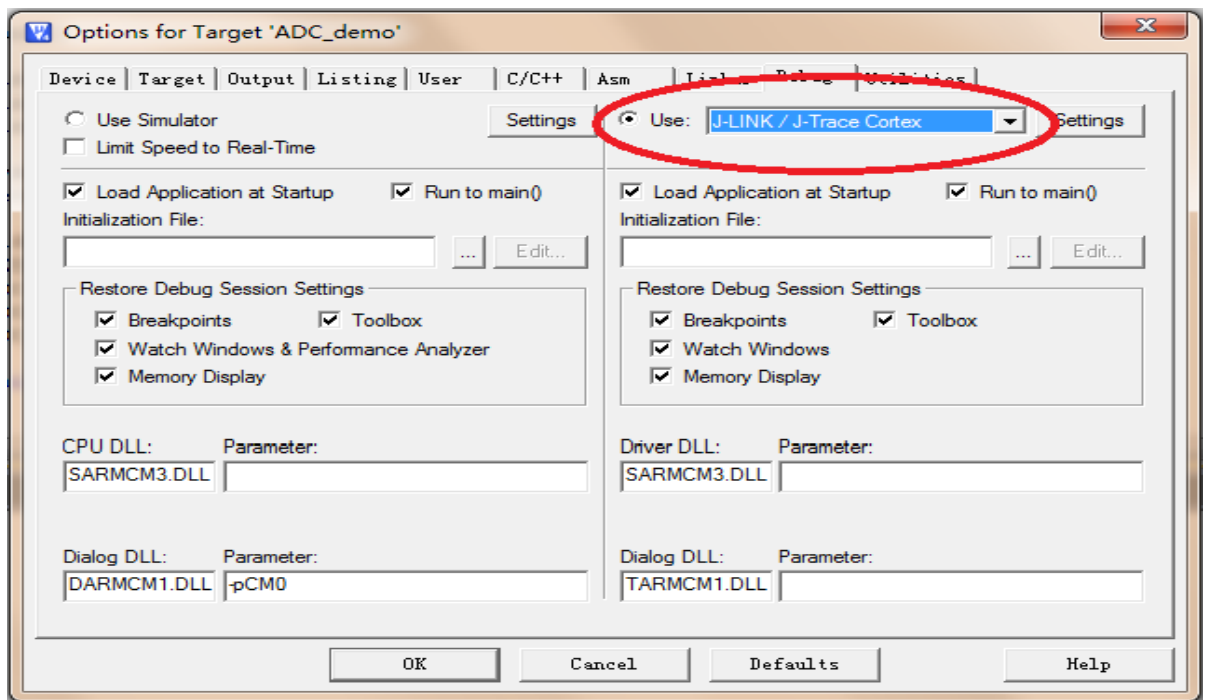 Options for Target 'ADC_demo'
Device Target Output Listing User C/C++ Asm Linker Debug Utilities
Use Simulator Settings
Limit Speed to Real-Time
Use: J-LINK / J-Trace Cortex Settings
Load Application at Startup Run to main()
Initialization File:
... Edit...
Restore Debug Session Settings
Breakpoints Toolbox
Watch Windows & Performance Analyzer
Memory Display
Load Application at Startup Run to main()
Initialization File:
... Edit...
Restore Debug Session Settings
Breakpoints Toolbox
Watch Windows
Memory Display
CPU DLL: Parameter:
SARMCM3.DLL
Driver DLL: Parameter:
SARMCM3.DLL
Dialog DLL: Parameter:
DARMCM1.DLL -pCM0
Dialog DLL: Parameter:
TARMCM1.DLL
OK Cancel Defaults Help